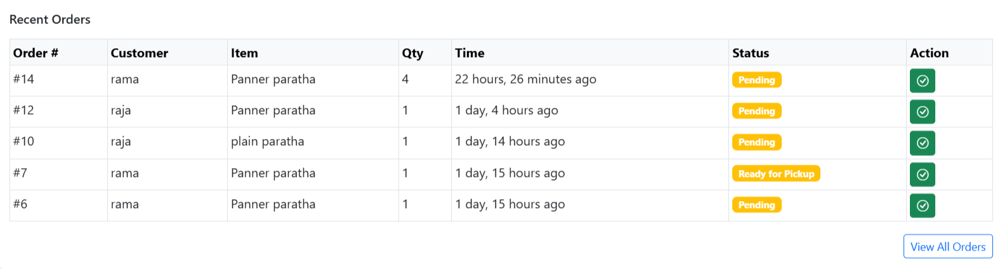 Recent Orders
Order # Customer Item Qty Time Status Action
#14 rama Panner paratha 4 22 hours, 26 minutes ago Pending
#12 raja Panner paratha 1 1 day, 4 hours ago Pending
#10 raja plain paratha 1 1 day, 14 hours ago Pending
#7 rama Panner paratha 1 1 day, 15 hours ago Ready for Pickup
#6 rama Panner paratha 1 1 day, 15 hours ago Pending
View All Orders